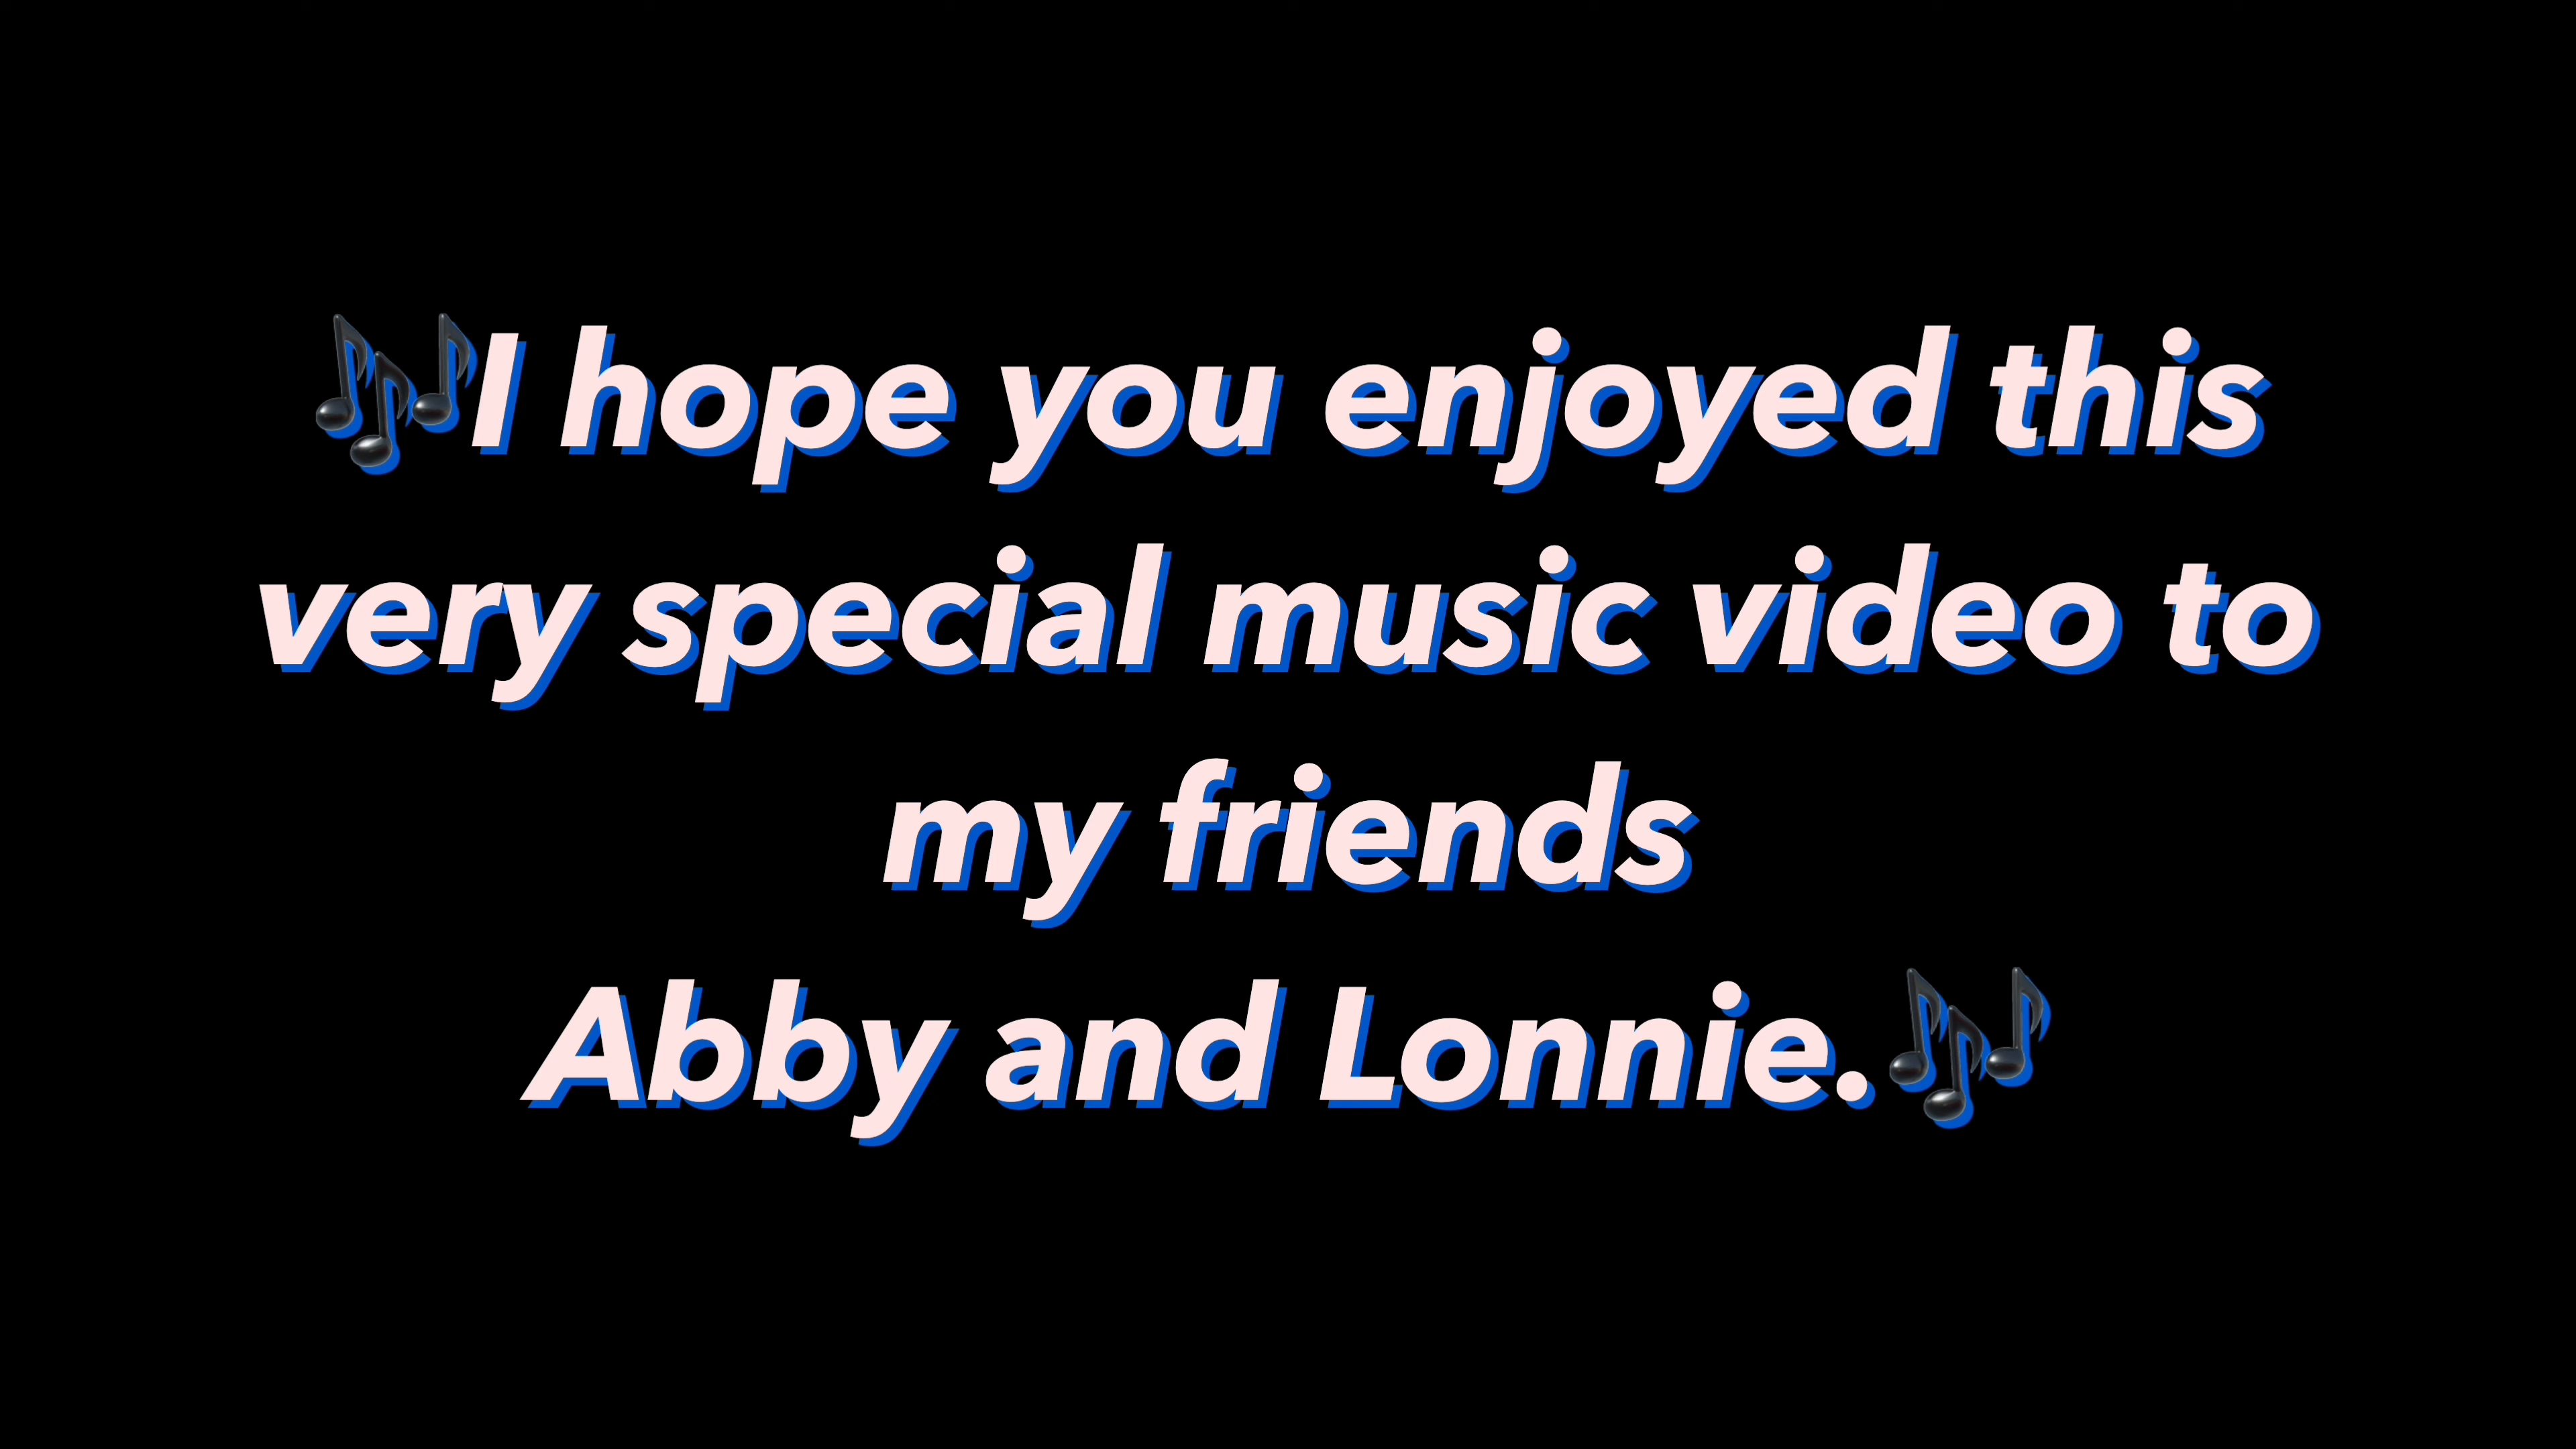 🎶I hope you enjoyed this
very special music video to
my friends
Abby and Lonnie.🎶